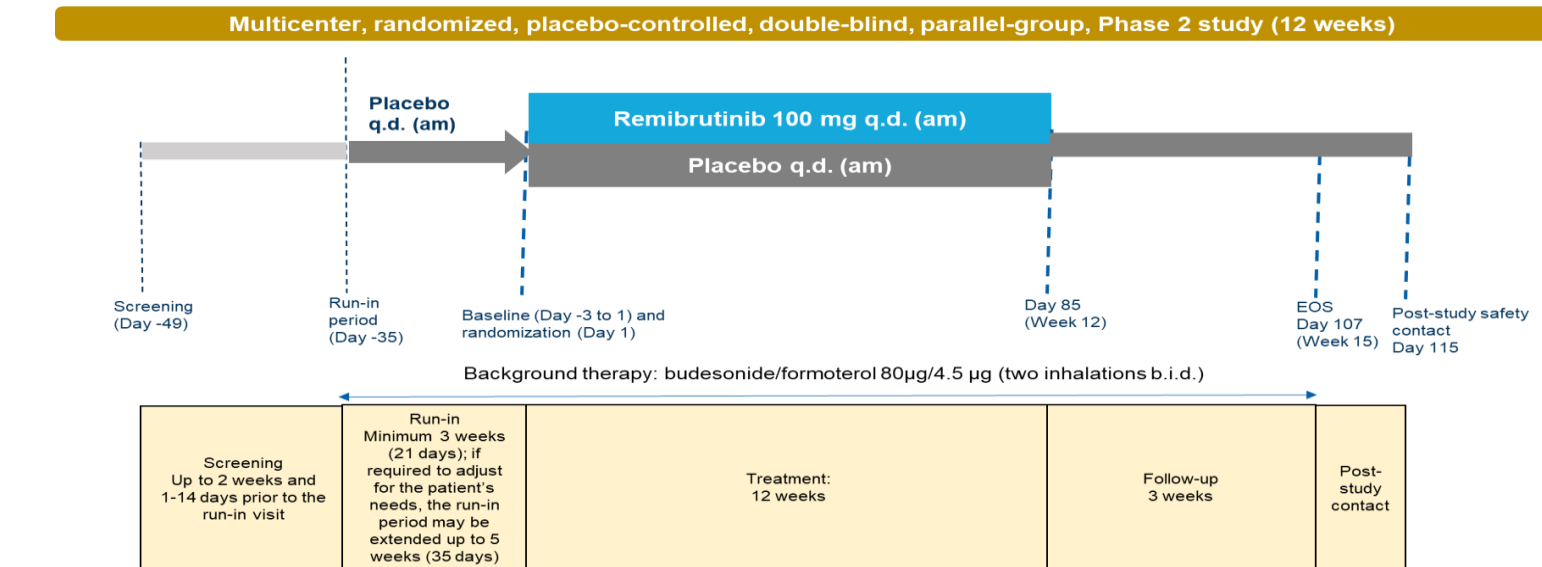 Multicenter, randomized, placebo-controlled, double-blind, parallel-group, Phase 2 study (12 weeks)
Placebo
q.d. (am)
Remibrutinib 100 mg q.d. (am)
Placebo q.d. (am)
Screening
(Day -49)
Run-in
period
(Day -35)
Baseline (Day -3 to 1) and
randomization (Day 1)
Day 85
(Week 12)
EOS
Day 107
(Week 15)
Post-study safety
contact
Day 115
Background therapy: budesonide/formoterol 80µg/4.5 µg (two inhalations b.i.d.)
Screening
Up to 2 weeks and
1-14 days prior to the
run-in visit
Run-in
Minimum 3 weeks
(21 days); if
required to adjust
for the patient's
needs, the run-in
period may be
extended up to 5
weeks (35 days)
Treatment:
12 weeks
Follow-up
3 weeks
Post-
study
contact